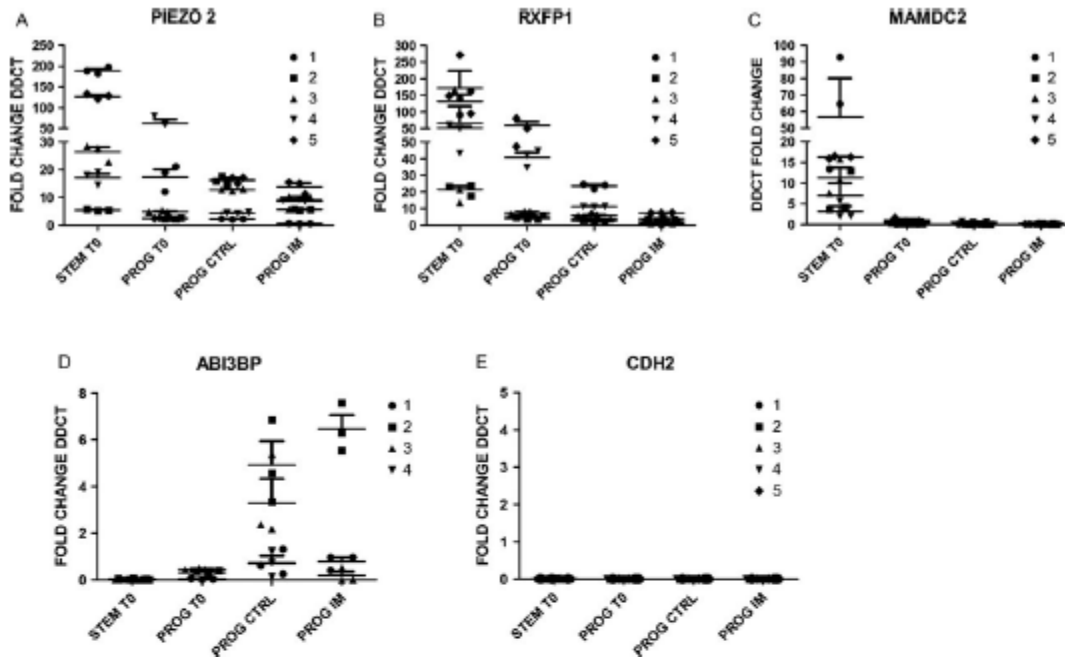 A
PIEZO 2
FOLD CHANGE DDCT
250
200
150
100
50
30
20
10
0
STEM T0
PROG T0
PROG CTRL
PROG IM
1
2
3
4
5
B
RXFP1
FOLD CHANGE DDCT
300
250
200
150
100
50
80
60
40
20
0
STEM T0
PROG T0
PROG CTRL
PROG IM
1
2
3
4
5
C
MAMDC2
DDCT FOLD CHANGE
100
90
80
70
60
50
20
15
10
5
0
STEM T0
PROG T0
PROG CTRL
PROG IM
1
2
3
4
5
D
ABI3BP
FOLD CHANGE DDCT
8
6
4
2
0
STEM T0
PROG T0
PROG CTRL
PROG IM
1
2
3
4
E
CDH2
FOLD CHANGE DDCT
5
4
3
2
1
0
STEM T0
PROG T0
PROG CTRL
PROG IM
1
2
3
4
5